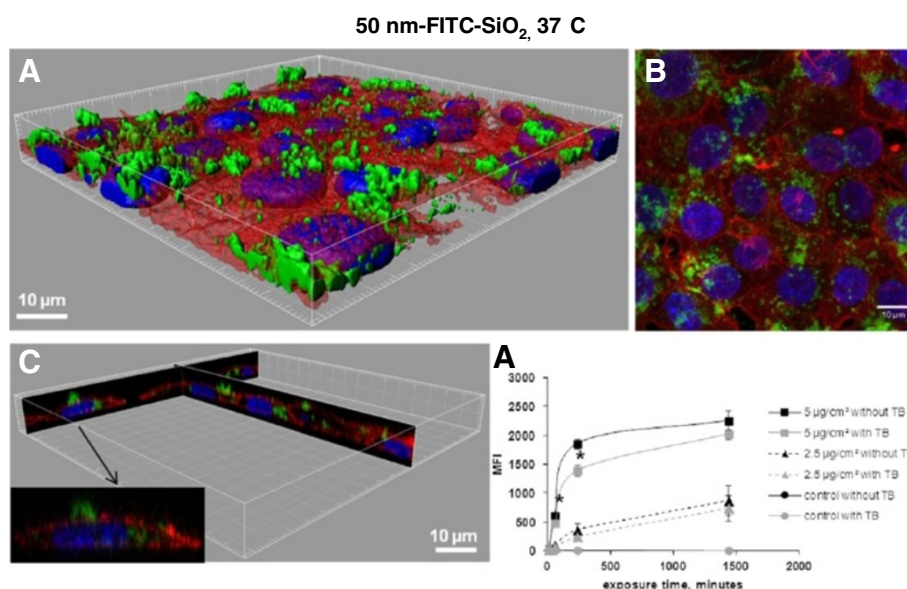 50 nm-FITC-SiO₂, 37 C
A
10 µm
B
10 µm
C
10 µm
A
3000
2500
2000
1500
1000
500
0
MFI
*
*
0 500 1000 1500 2000
exposure time, minutes
5 µg/cm² without TB
5 µg/cm² with TB
2.5 µg/cm² without T
2.5 µg/cm² with TB
control without TB
control with TB